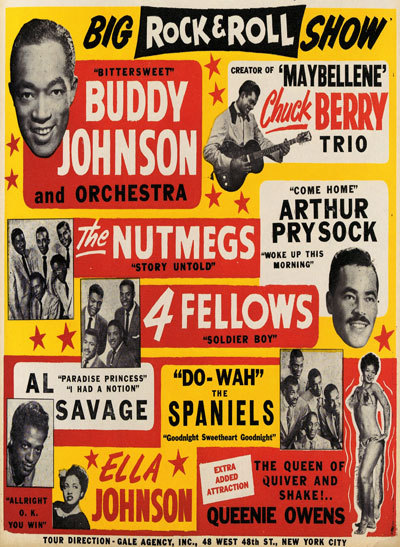 BIG ROCK & ROLL SHOW
"BITTERSWEET"
BUDDY
JOHNSON
and ORCHESTRA
CREATOR OF 'MAYBELLENE'
Chuck BERRY
TRIO
"COME HOME"
ARTHUR
PRYSOCK
"WOKE UP THIS
MORNING"
The NUTMEGS
"STORY UNTOLD"
4 FELLOWS
"SOLDIER BOY"
AL "PARADISE PRINCESS"
"I HAD A NOTION"
SAVAGE
"ALLRIGHT
O. K.
YOU WIN"
"DO-WAH"
THE
SPANIELS
"Goodnight Sweetheart Goodnight"
ELLA
JOHNSON
EXTRA
ADDED
ATTRACTION
THE QUEEN OF
QUIVER AND
SHAKE!..
QUEENIE OWENS
TOUR DIRECTION - GALE AGENCY, INC., 48 WEST 48th ST., NEW YORK CITY